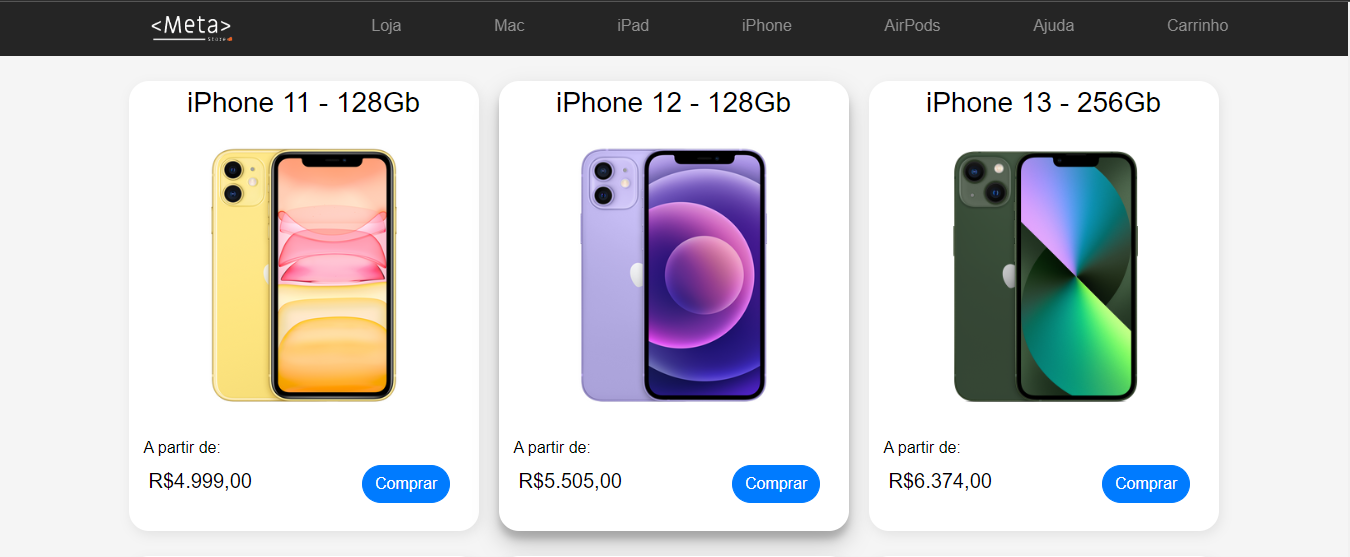 <Meta> Loja Mac iPad iPhone AirPods Ajuda Carrinho
Store
iPhone 11 - 128Gb
A partir de:
R$4.999,00 Comprar
iPhone 12 - 128Gb
A partir de:
R$5.505,00 Comprar
iPhone 13 - 256Gb
A partir de:
R$6.374,00 Comprar